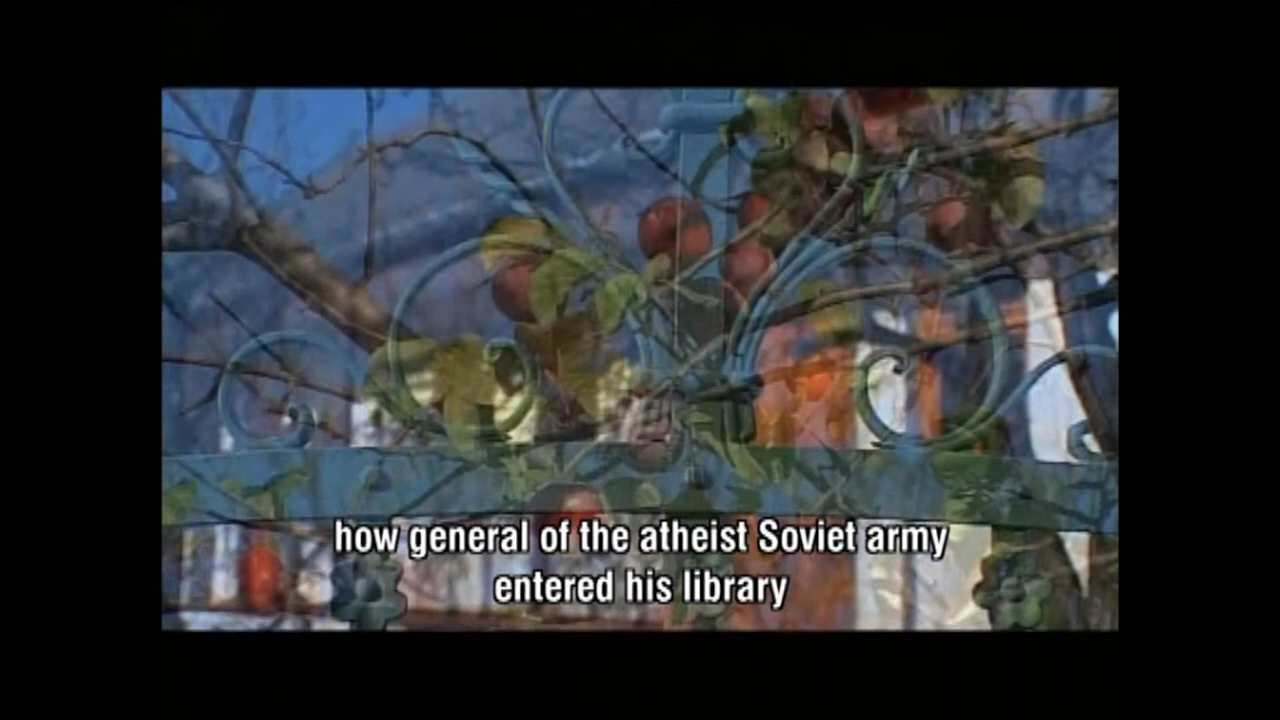 how general of the atheist Soviet army
entered his library